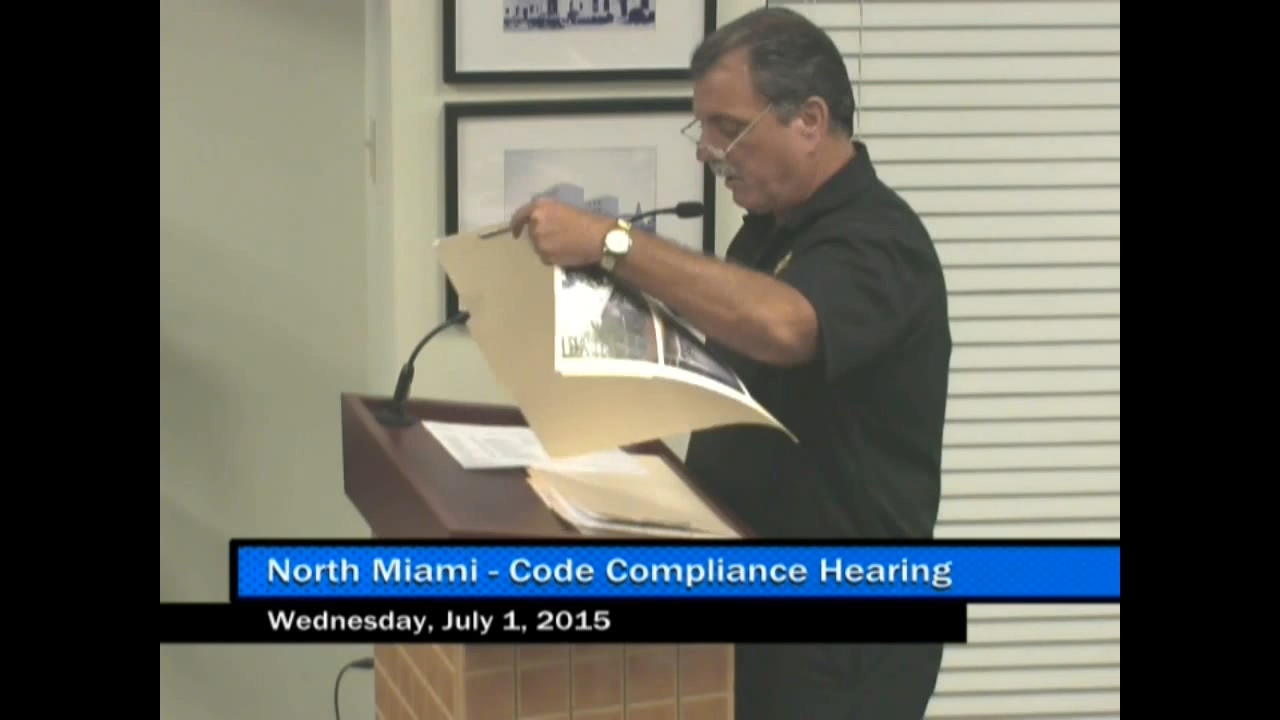 North Miami - Code Compliance Hearing
Wednesday, July 1, 2015